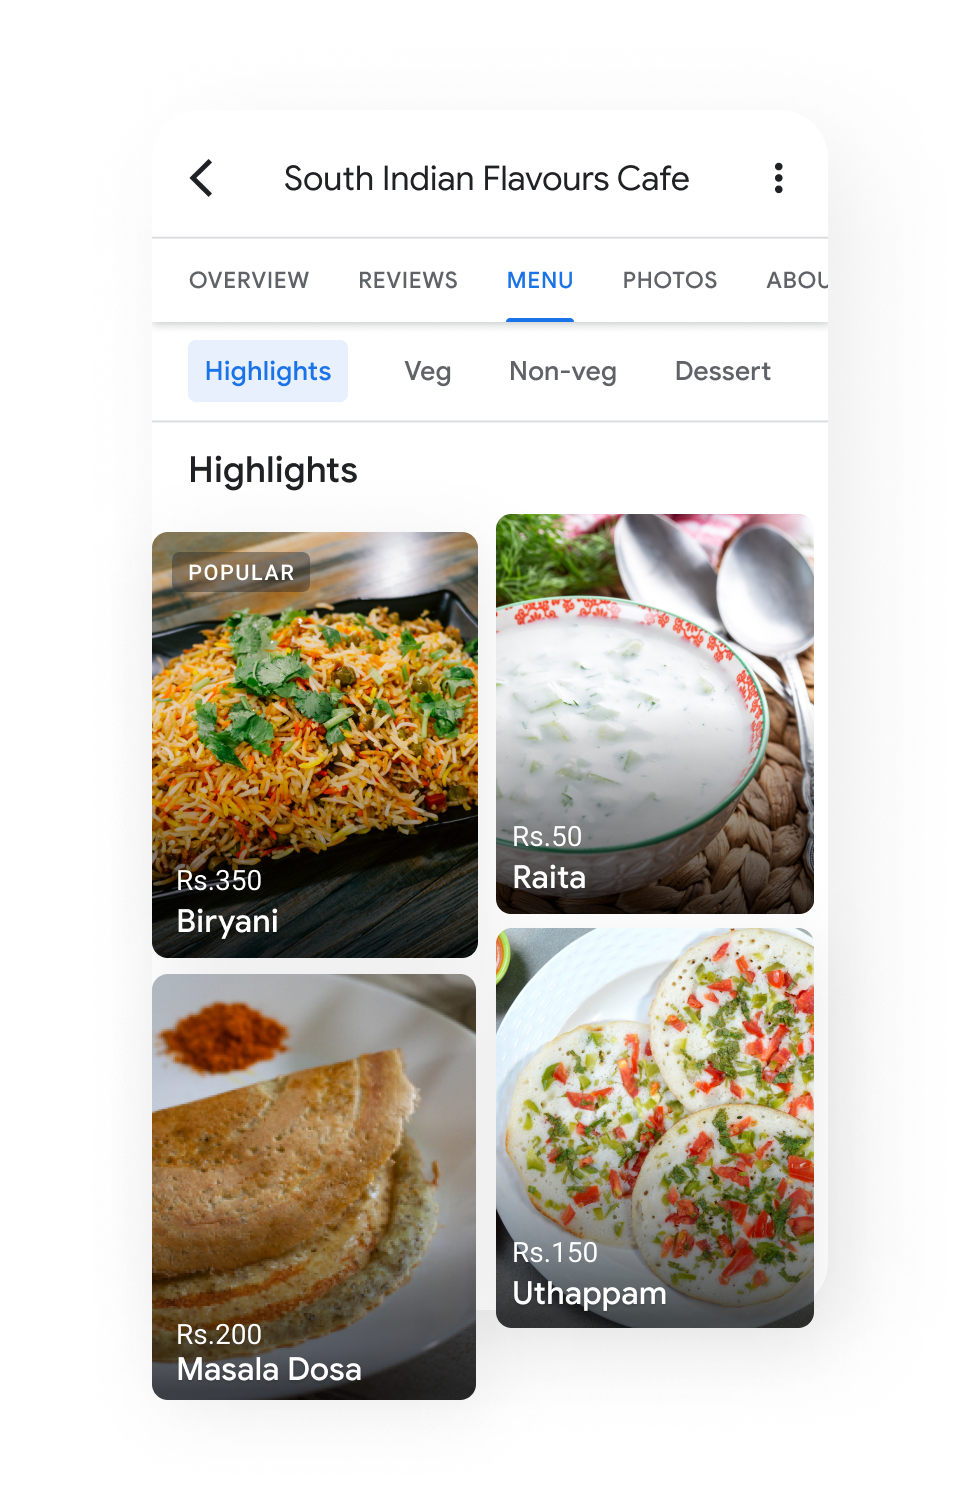 South Indian Flavours Cafe
OVERVIEW REVIEWS MENU PHOTOS ABOU
Highlights Veg Non-veg Dessert
Highlights
POPULAR
Rs.350
Biryani
Rs.50
Raita
Rs.200
Masala Dosa
Rs.150
Uthappam